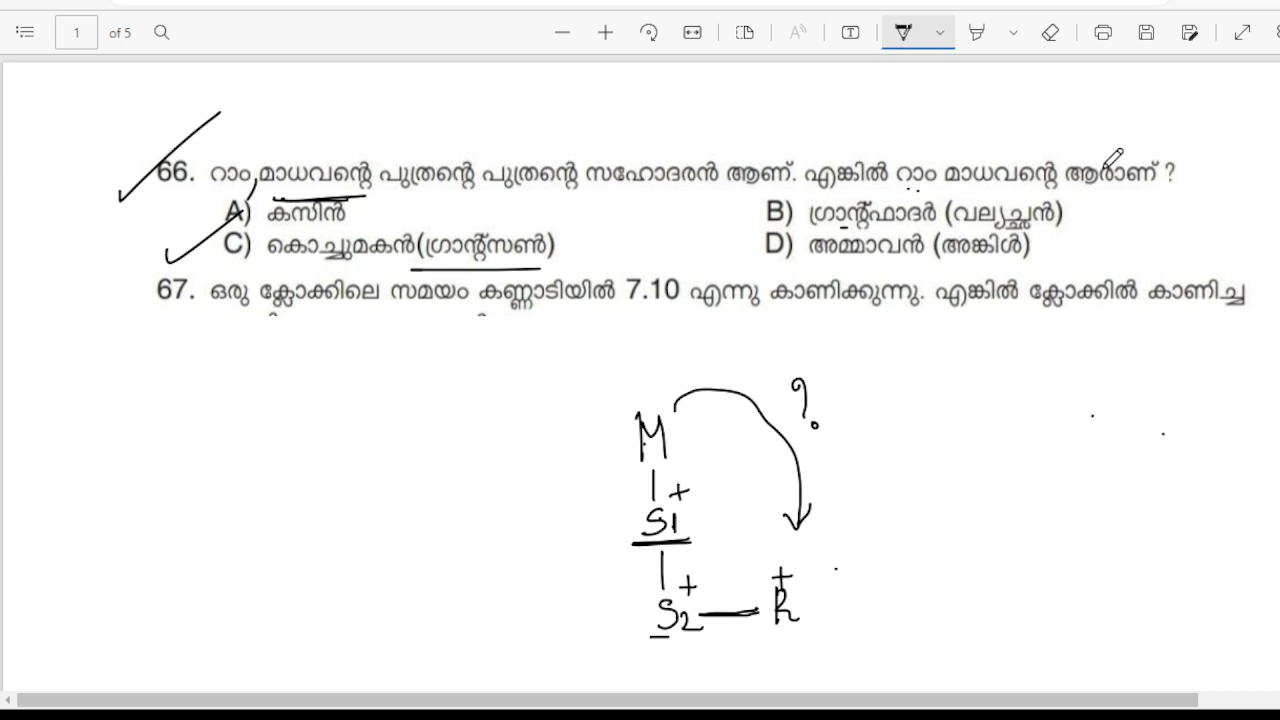 1 of 5
66. റാം മാധവന്റെ പുത്രന്റെ പുത്രന്റെ സഹോദരൻ ആണ്. എങ്കിൽ റാം മാധവന്റെ ആരാണ് ?
A) കസിൻ B) ഗ്രാന്റ്ഫാദർ (വല്യച്ഛൻ)
C) കൊച്ചുമകൻ(ഗ്രാന്റ്സൺ) D) അമ്മാവൻ (അങ്കിൾ)
67. ഒരു ക്ലോക്കിലെ സമയം കണ്ണാടിയിൽ 7.10 എന്നു കാണിക്കുന്നു. എങ്കിൽ ക്ലോക്കിൽ കാണിച്ച
?
M
+
S1
+ +
S2 R